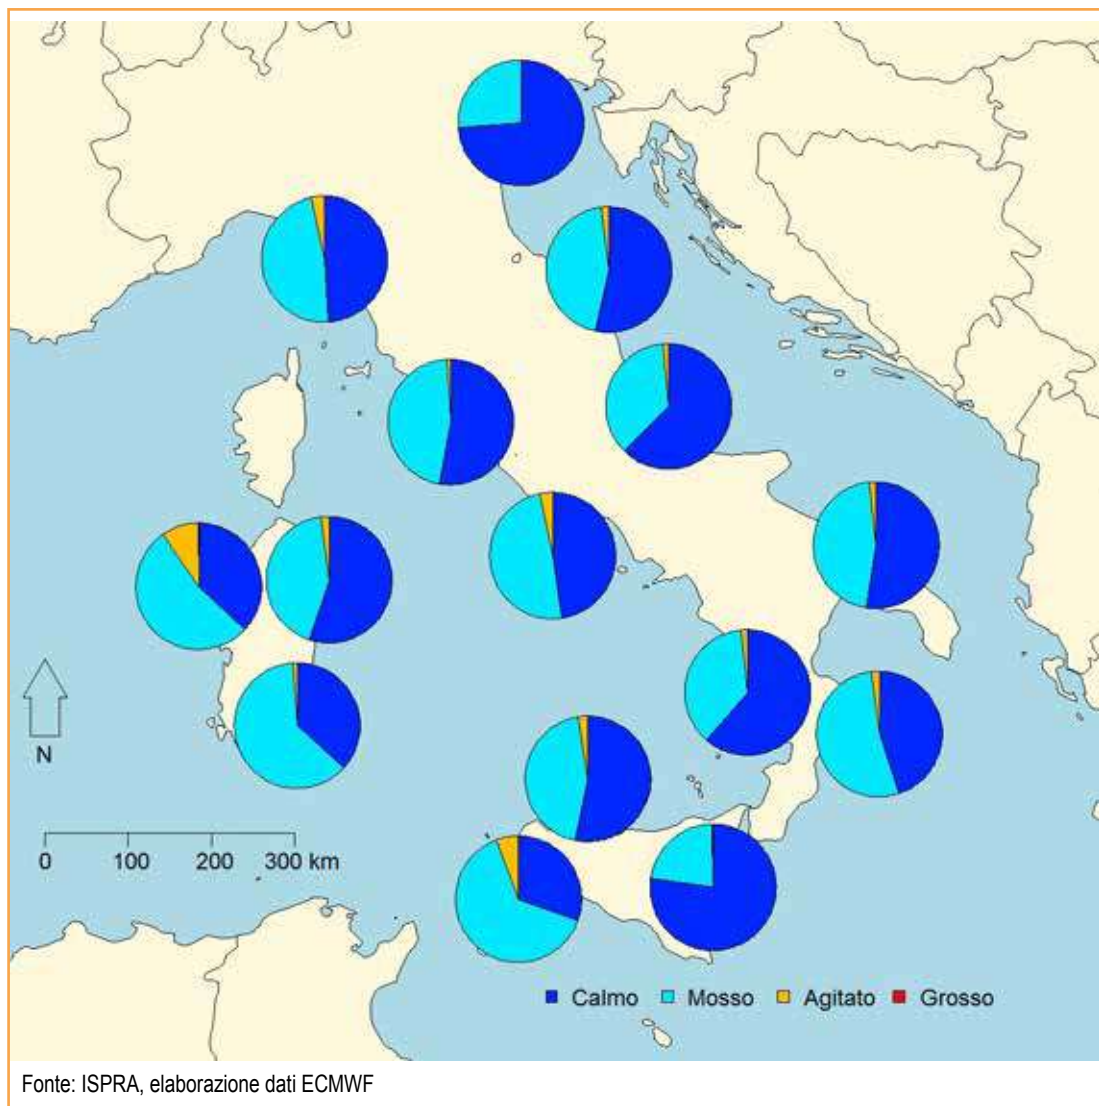 N
0 100 200 300 km
Calmo Mosso Agitato Grosso
Fonte: ISPRA, elaborazione dati ECMWF